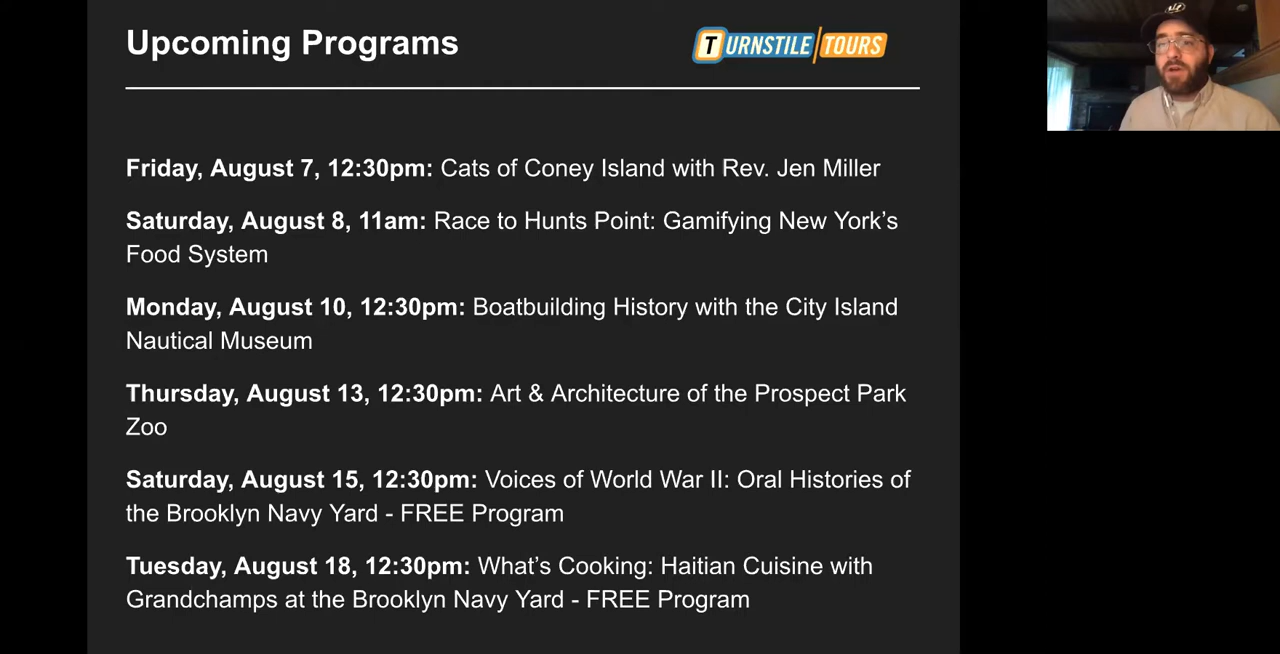 Upcoming Programs
TURNSTILE TOURS
Friday, August 7, 12:30pm: Cats of Coney Island with Rev. Jen Miller
Saturday, August 8, 11am: Race to Hunts Point: Gamifying New York’s
Food System
Monday, August 10, 12:30pm: Boatbuilding History with the City Island
Nautical Museum
Thursday, August 13, 12:30pm: Art & Architecture of the Prospect Park
Zoo
Saturday, August 15, 12:30pm: Voices of World War II: Oral Histories of
the Brooklyn Navy Yard - FREE Program
Tuesday, August 18, 12:30pm: What’s Cooking: Haitian Cuisine with
Grandchamps at the Brooklyn Navy Yard - FREE Program